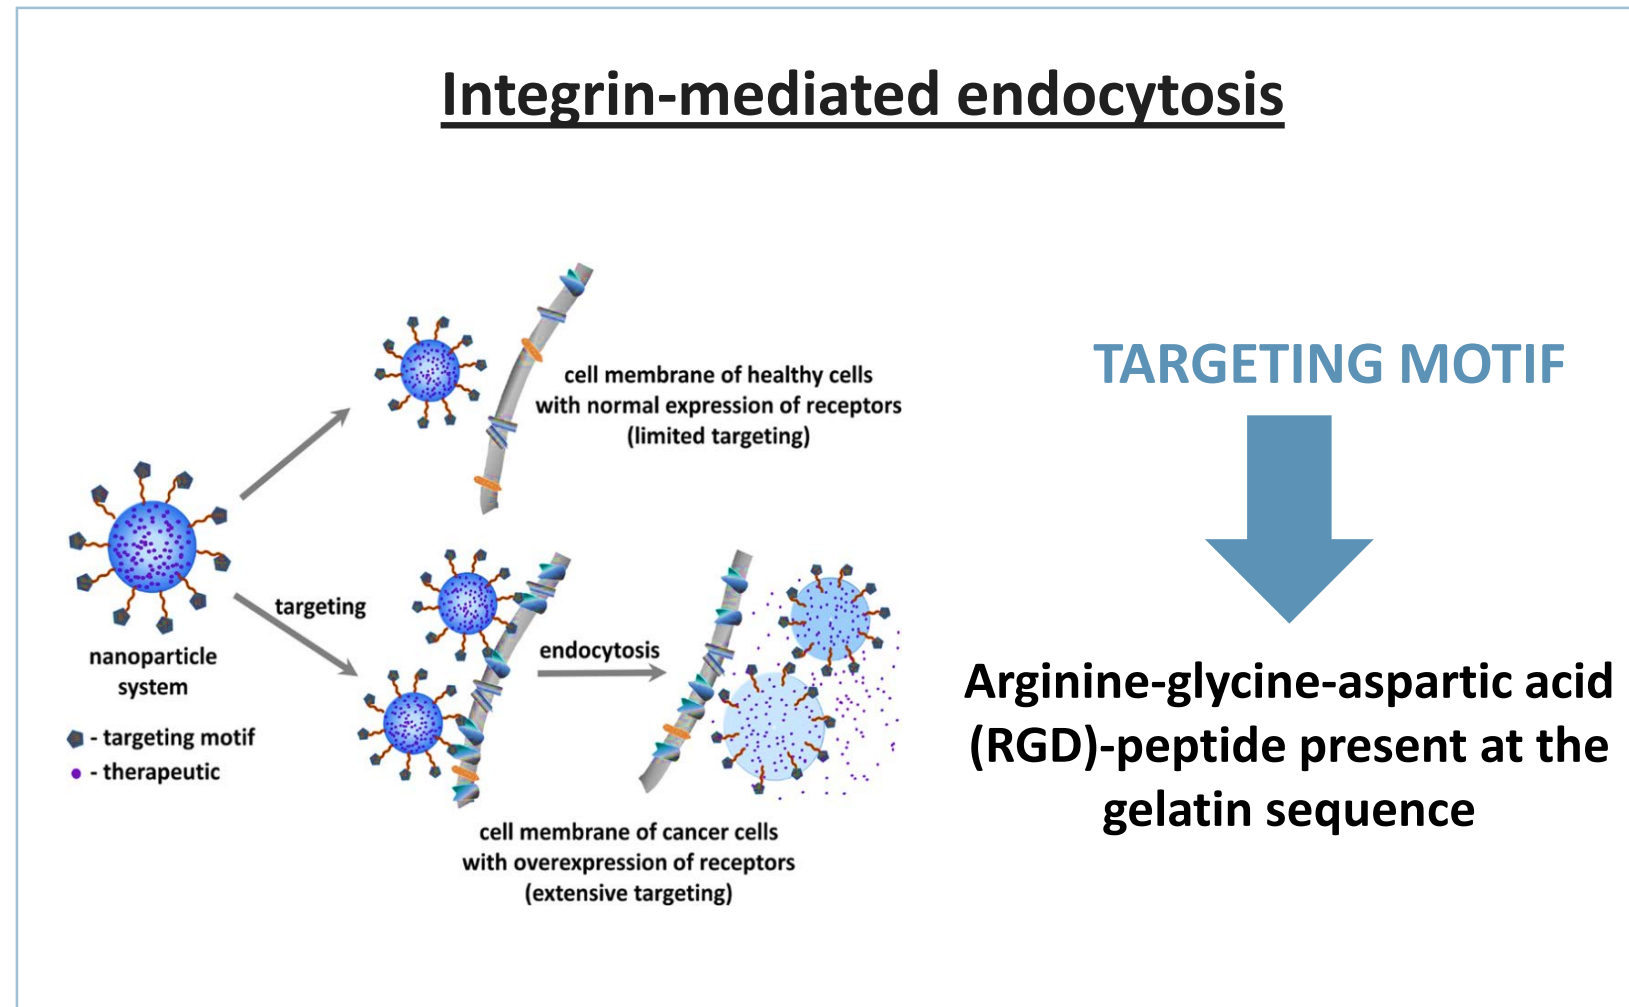 Integrin-mediated endocytosis
cell membrane of healthy cells
with normal expression of receptors
(limited targeting)
targeting
nanoparticle
system
- targeting motif
- therapeutic
endocytosis
cell membrane of cancer cells
with overexpression of receptors
(extensive targeting)
TARGETING MOTIF
Arginine-glycine-aspartic acid
(RGD)-peptide present at the
gelatin sequence